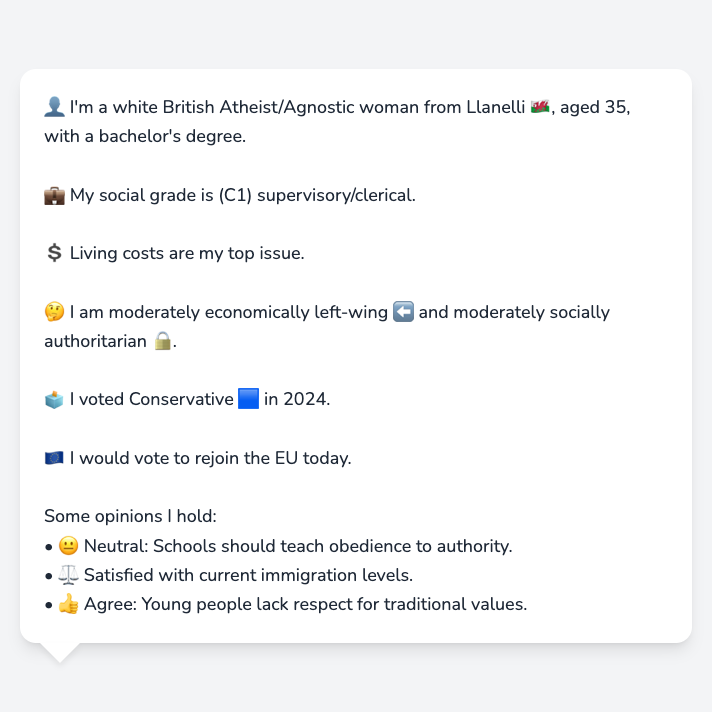 👤 I'm a white British Atheist/Agnostic woman from Llanelli 🏴󠁧󠁢󠁷󠁬󠁳󠁿, aged 35,
with a bachelor's degree.
💼 My social grade is (C1) supervisory/clerical.
💲 Living costs are my top issue.
🤔 I am moderately economically left-wing ⬅️ and moderately socially
authoritarian 🔒.
🗳️ I voted Conservative 🟦 in 2024.
🇪🇺 I would vote to rejoin the EU today.
Some opinions I hold:
• 😐 Neutral: Schools should teach obedience to authority.
• ⚖️ Satisfied with current immigration levels.
• 👍 Agree: Young people lack respect for traditional values.